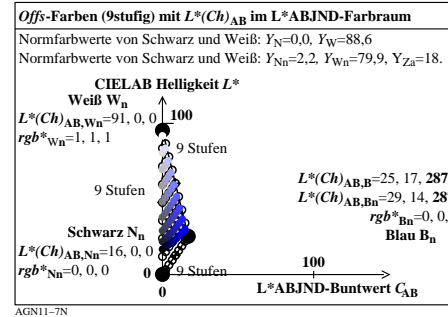 Offs-Farben (9stufig) mit L*(Ch)AB im L*ABJND-Farbraum
Normfarbwerte von Schwarz und Weiß: YN=0,0, YW=88,6
Normfarbwerte von Schwarz und Weiß: YNn=2,2, YWn=79,9, YZa=18.
CIELAB Helligkeit L*
Weiß Wn
100
L*(Ch)AB,Wn=91, 0, 0
rgb*Wn=1, 1, 1
9 Stufen
L*(Ch)AB,B=25, 17, 287
9 Stufen
L*(Ch)AB,Bn=29, 14, 28
rgb*Bn=0, 0,
Schwarz Nn
Blau Bn
L*(Ch)AB,Nn=16, 0, 0
rgb*Nn=0, 0, 0
0
9 Stufen
100
0
L*ABJND-Buntwert CAB
AGN11-7N